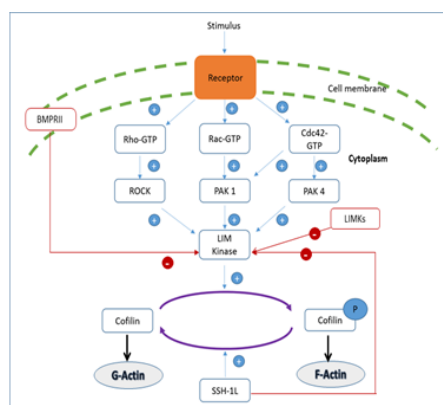 Stimulus
Receptor
Cell membrane
BMPRII
+
+
+
Rho-GTP
Rac-GTP
Cdc42-
GTP
Cytoplasm
+
+
+
+
ROCK
PAK 1
PAK 4
LIMKs
+
+
+
-
LIM
Kinase
-
-
+
P
Cofilin
Cofilin
G-Actin
+
F-Actin
SSH-1L